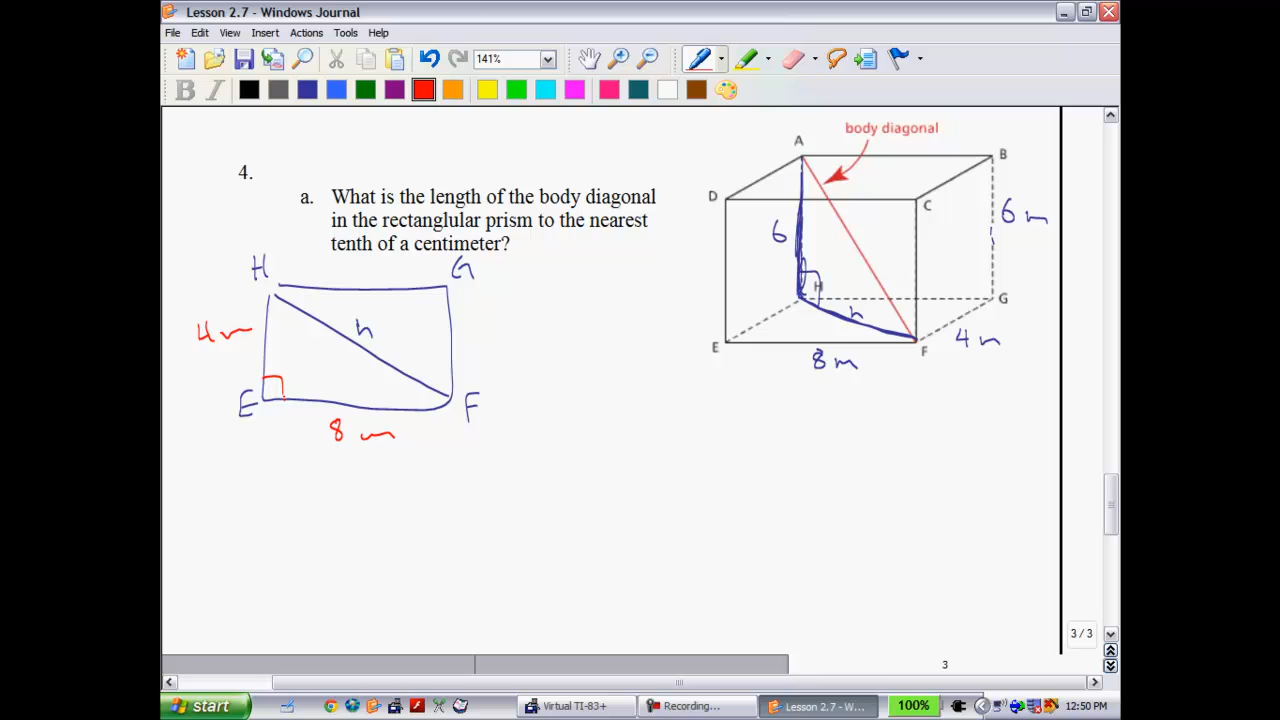 Lesson 2.7 - Windows Journal
File Edit View Insert Actions Tools Help
141%
B I
body diagonal
A
B
D
C
6 m
6
H
G
h
E
F
8 m
4 m
4.
a. What is the length of the body diagonal
in the rectanglular prism to the nearest
tenth of a centimeter?
H G
4 m
h
E F
8 m
3 / 3
3
start
Virtual TI-83+
Recording...
Lesson 2.7 - W...
100%
12:50 PM